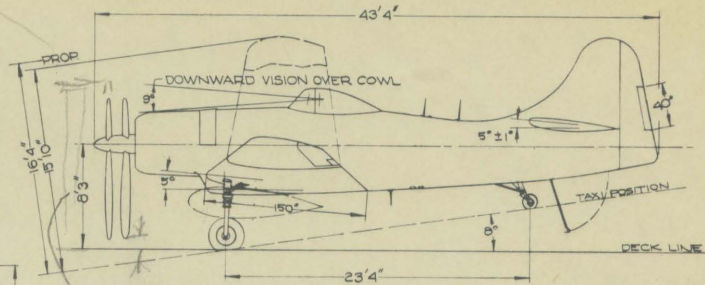 43'4"
PROP.
DOWNWARD VISION OVER COWL
9°
40"
5° ±1°
16'4"
15'10"
8'3"
5°
150"
TAXI POSITION
8°
DECK LINE
23'4"